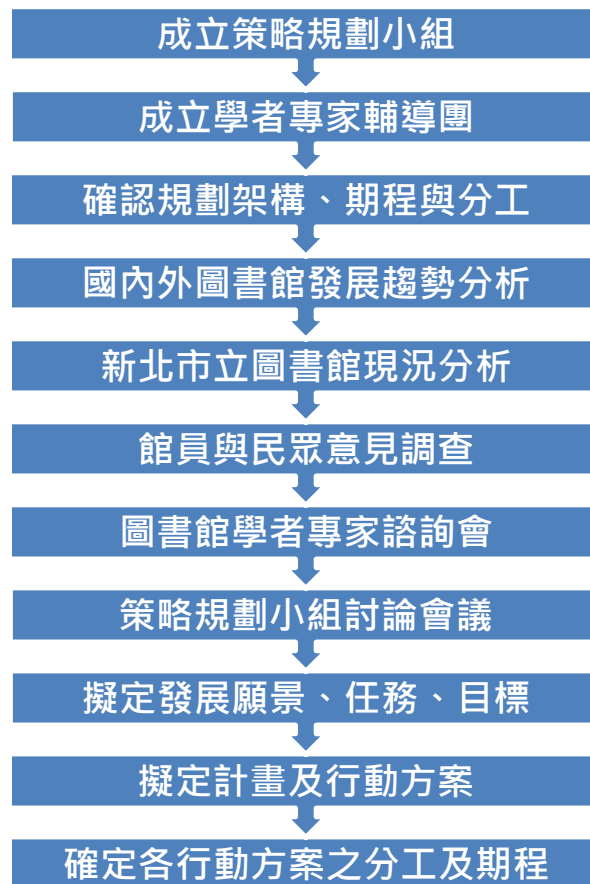 成立策略規劃小組
成立學者專家輔導團
確認規劃架構、期程與分工
國內外圖書館發展趨勢分析
新北市立圖書館現況分析
館員與民眾意見調查
圖書館學者專家諮詢會
策略規劃小組討論會議
擬定發展願景、任務、目標
擬定計畫及行動方案
確定各行動方案之分工及期程